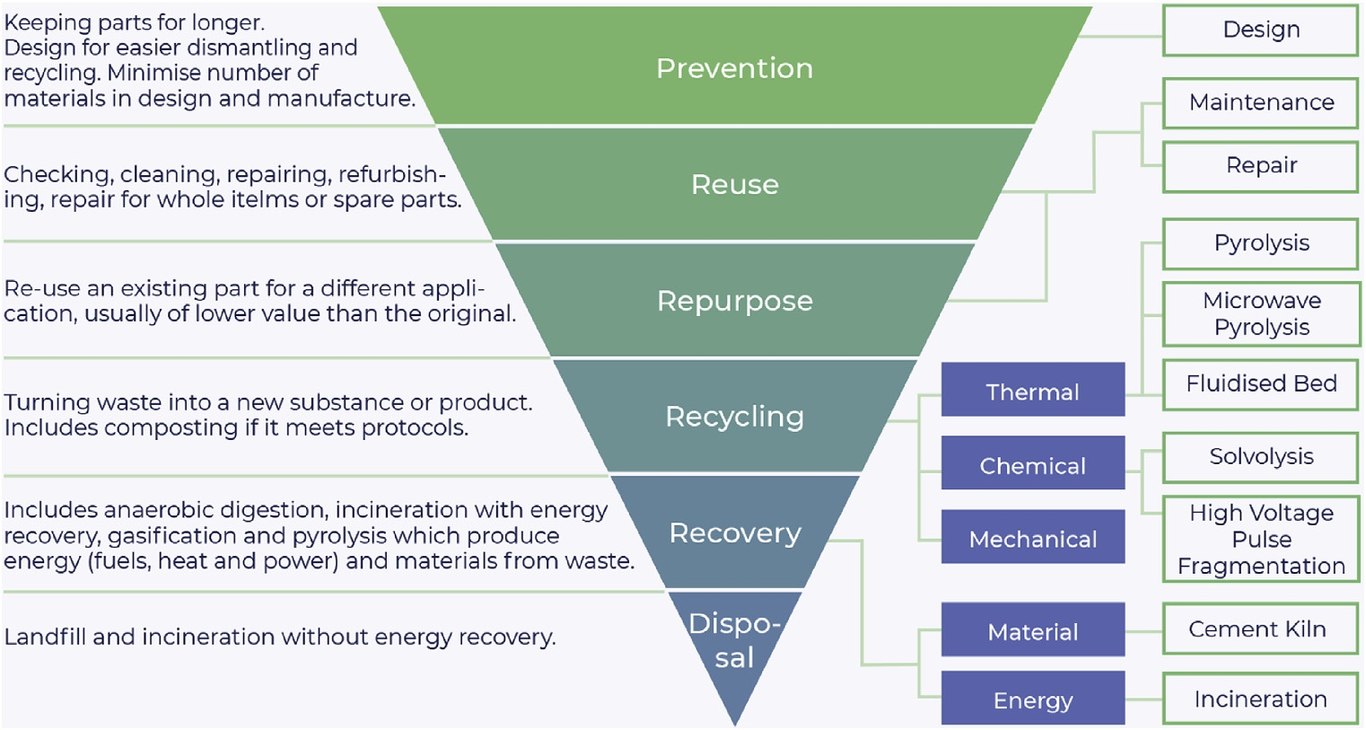 Keeping parts for longer.
Design for easier dismantling and
recycling. Minimise number of
materials in design and manufacture.
Prevention
Design
Maintenance
Repair
Checking, cleaning, repairing, refurbish-
ing, repair for whole itelms or spare parts.
Reuse
Re-use an existing part for a different appli-
cation, usually of lower value than the original.
Repurpose
Turning waste into a new substance or product.
Includes composting if it meets protocols.
Recycling
Thermal
Pyrolysis
Microwave
Pyrolysis
Fluidised Bed
Chemical
Solvolysis
High Voltage
Pulse
Fragmentation
Mechanical
Includes anaerobic digestion, incineration with energy
recovery, gasification and pyrolysis which produce
energy (fuels, heat and power) and materials from waste.
Recovery
Material
Cement Kiln
Energy
Incineration
Landfill and incineration without energy recovery.
Dispo-
sal